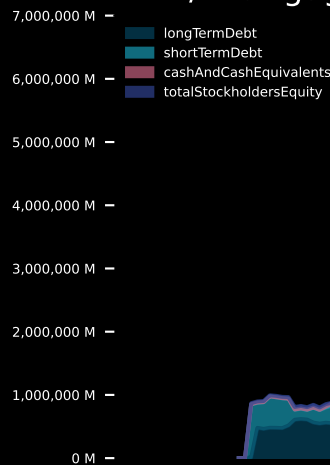 7,000,000 M
longTermDebt
shortTermDebt
6,000,000 M
cashAndCashEquivalents
totalStockholdersEquity
5,000,000 M
4,000,000 M
3,000,000 M
2,000,000 M
1,000,000 M
0 M